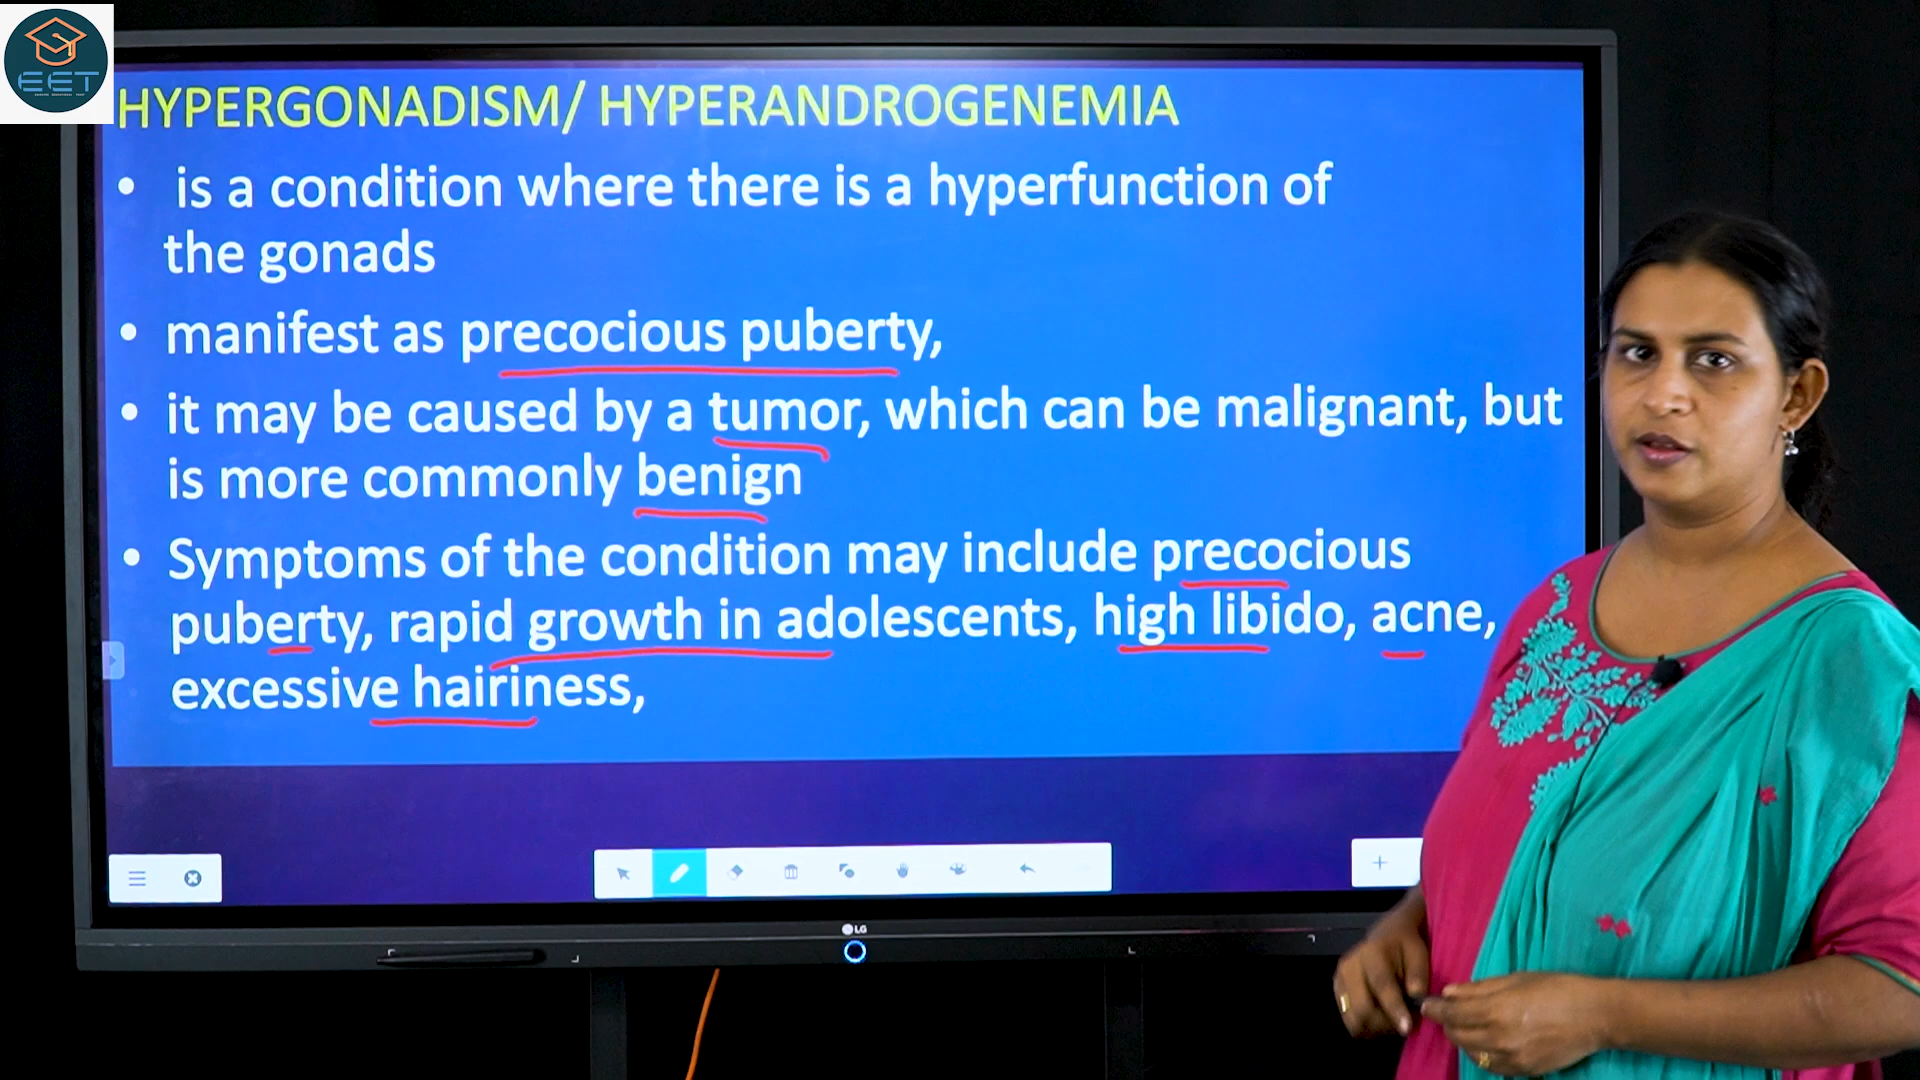 EET
HYPERGONADISM/ HYPERANDROGENEMIA
• is a condition where there is a hyperfunction of
the gonads
• manifest as precocious puberty,
• it may be caused by a tumor, which can be malignant, but
is more commonly benign
• Symptoms of the condition may include precocious
puberty, rapid growth in adolescents, high libido, acne,
excessive hairiness,
LG